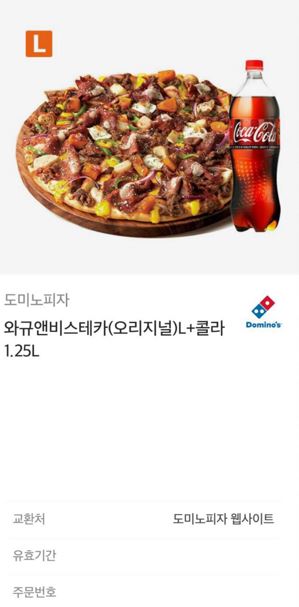 L
Coca-Cola
도미노피자
와규앤비스테카(오리지널)L+콜라
1.25L
Domino's
교환처 도미노피자 웹사이트
유효기간
주문번호